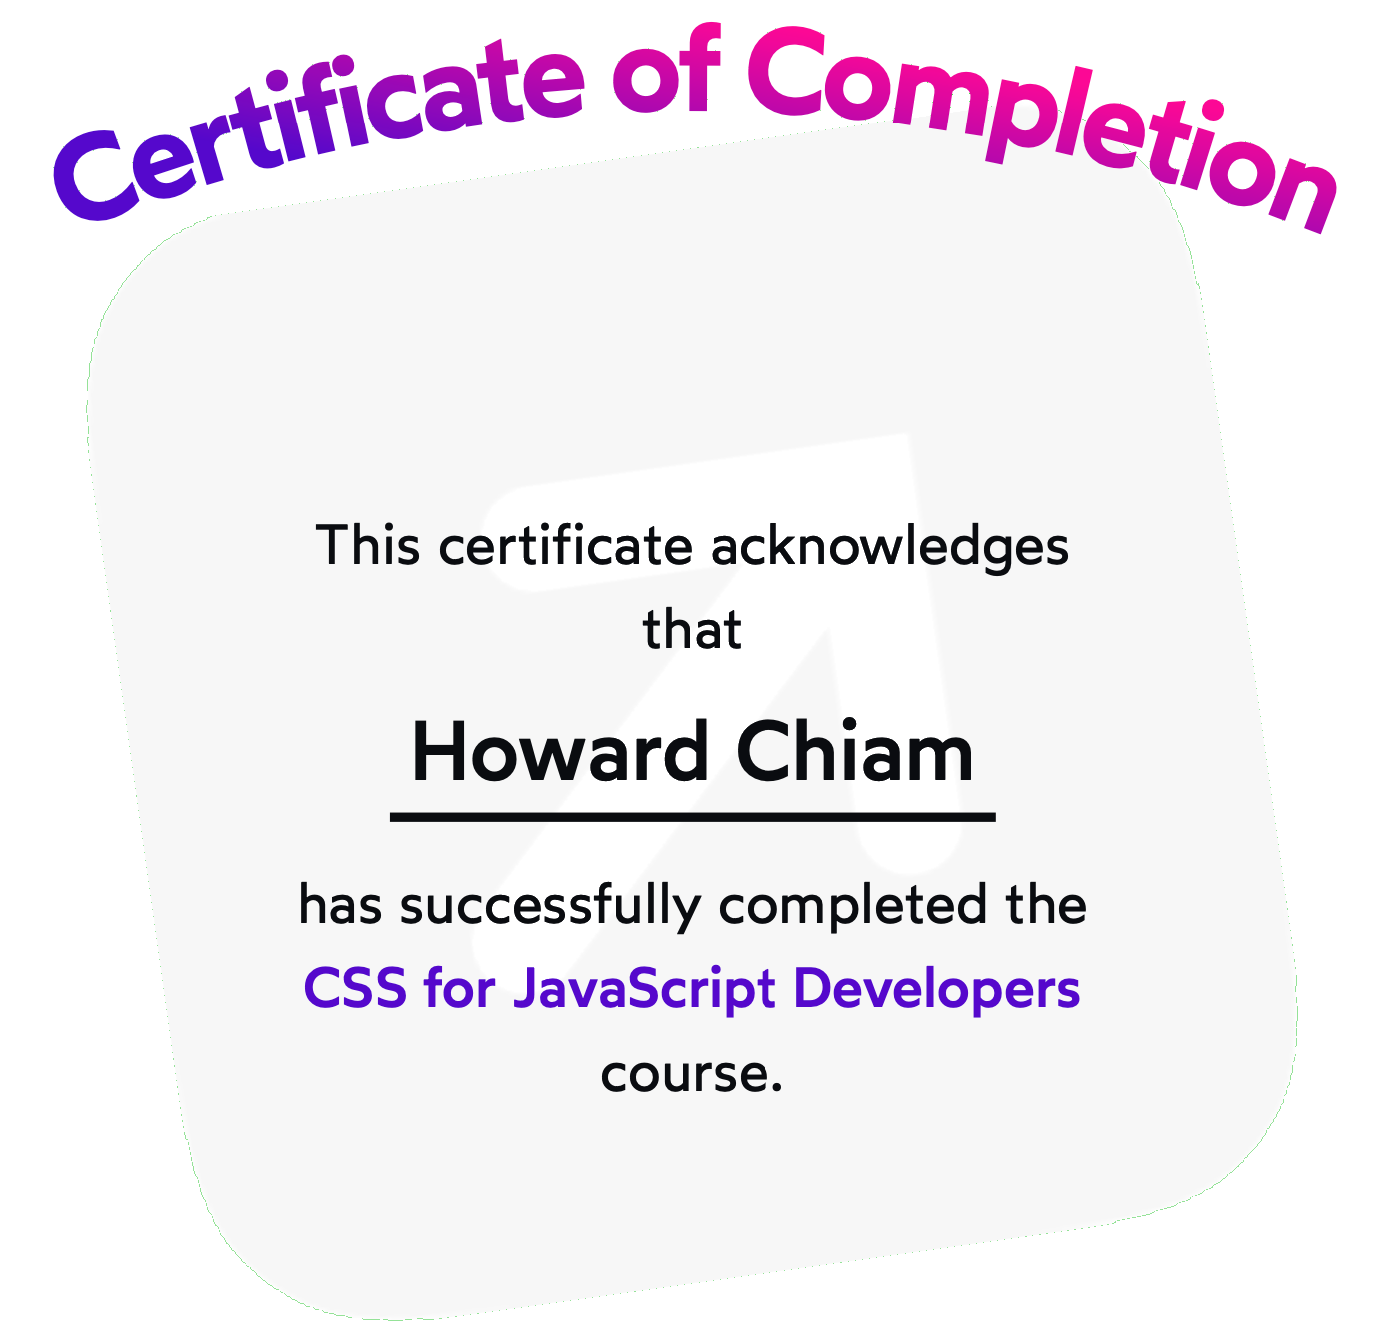 Certificate of Completion
This certificate acknowledges
that
Howard Chiam
has successfully completed the
CSS for JavaScript Developers
course.